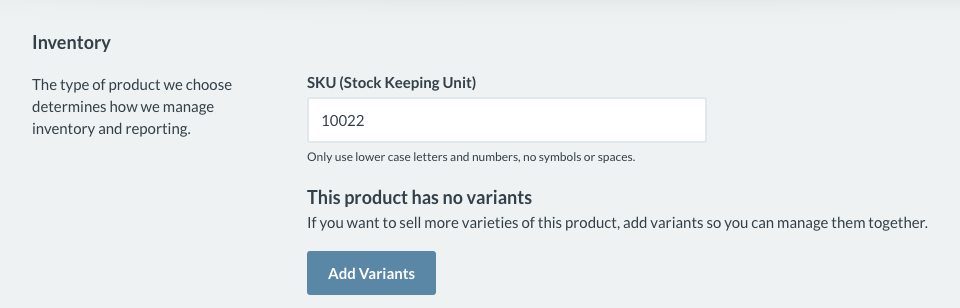 Inventory
The type of product we choose
determines how we manage
inventory and reporting.
SKU (Stock Keeping Unit)
10022
Only use lower case letters and numbers, no symbols or spaces.
This product has no variants
If you want to sell more varieties of this product, add variants so you can manage them together.
Add Variants